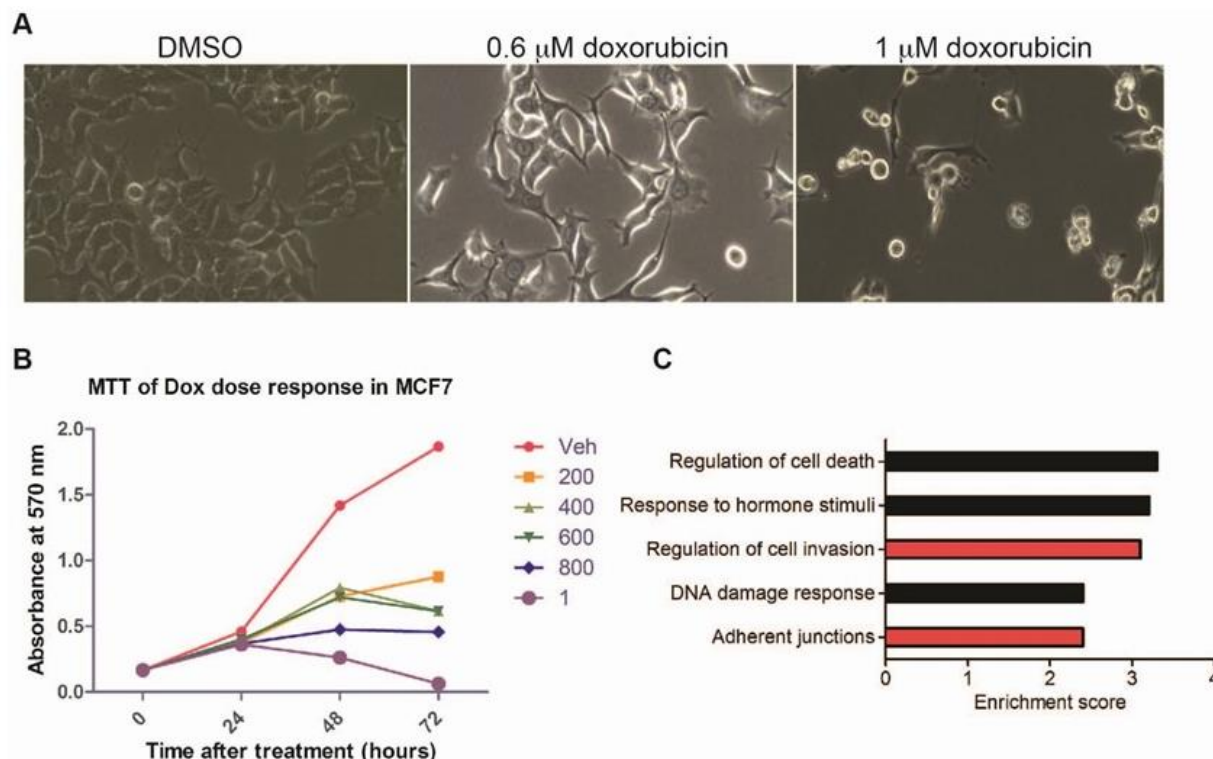 A
DMSO
0.6 μM doxorubicin
1 μM doxorubicin
B
MTT of Dox dose response in MCF7
Absorbance at 570 nm
2.0
1.5
1.0
0.5
0.0
0
24
48
72
Time after treatment (hours)
Veh
200
400
600
800
1
C
Regulation of cell death
Response to hormone stimuli
Regulation of cell invasion
DNA damage response
Adherent junctions
0
1
2
3
4
Enrichment score